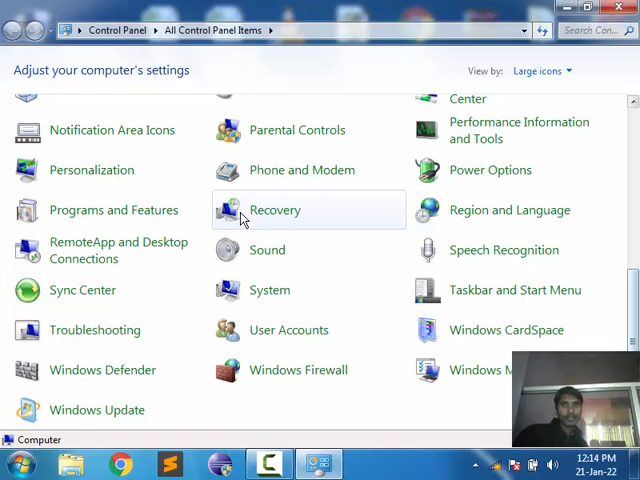 Control Panel
All Control Panel Items
Search Con...
Adjust your computer's settings
View by:
Large icons
Center
Notification Area Icons
Parental Controls
Performance Information
and Tools
Personalization
Phone and Modem
Power Options
Programs and Features
Recovery
Region and Language
RemoteApp and Desktop
Connections
Sound
Speech Recognition
Sync Center
System
Taskbar and Start Menu
Troubleshooting
User Accounts
Windows CardSpace
Windows Defender
Windows Firewall
Windows M
Windows Update
Computer
12:14 PM
21-Jan-22